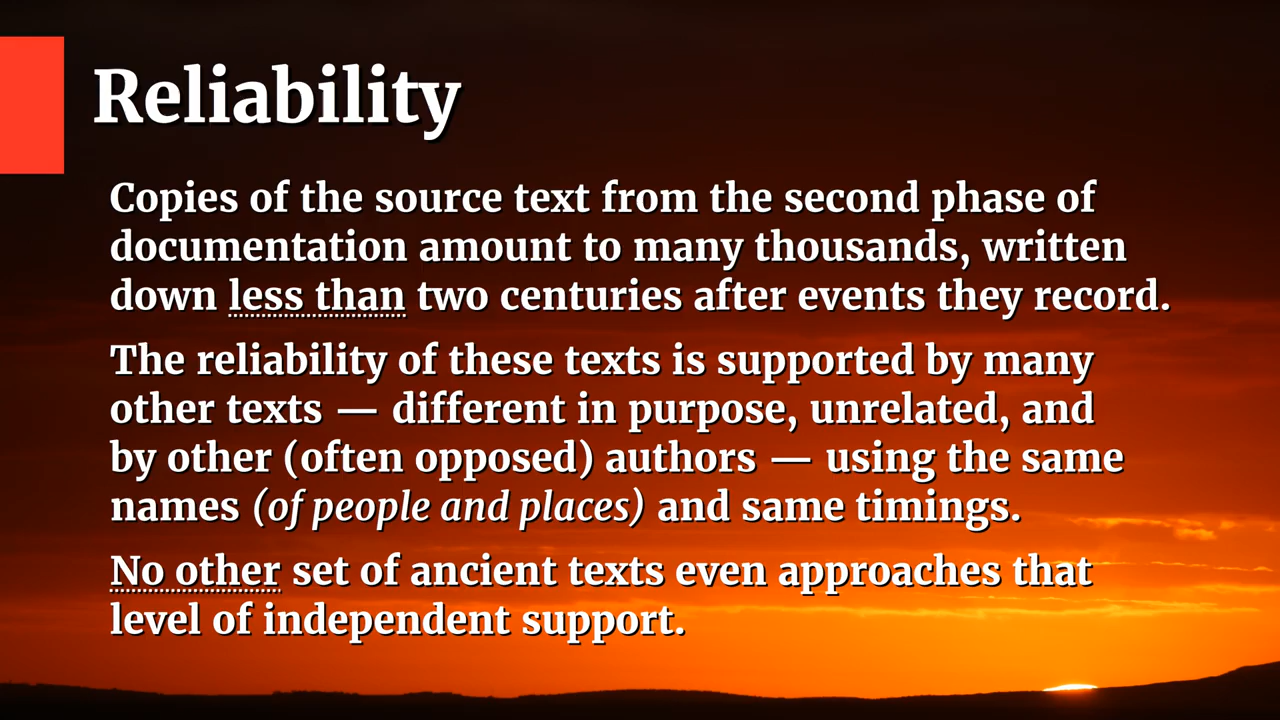 Reliability
Copies of the source text from the second phase of
documentation amount to many thousands, written
down less than two centuries after events they record.
The reliability of these texts is supported by many
other texts — different in purpose, unrelated, and
by other (often opposed) authors — using the same
names (of people and places) and same timings.
No other set of ancient texts even approaches that
level of independent support.